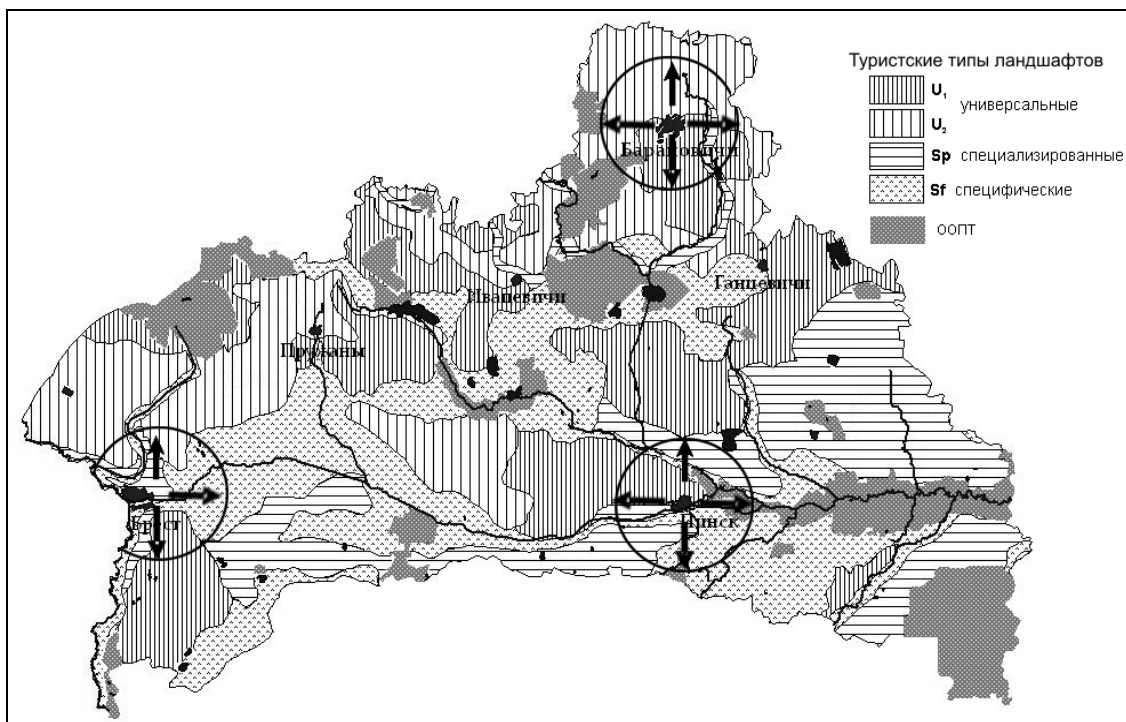 Туристские типы ландшафтов
U₁
универсальные
U₂
Sp специализированные
Sf специфические
ООПТ
Барановичи
Ивацевичи
Ганцевичи
Пружаны
Брест
Пинск